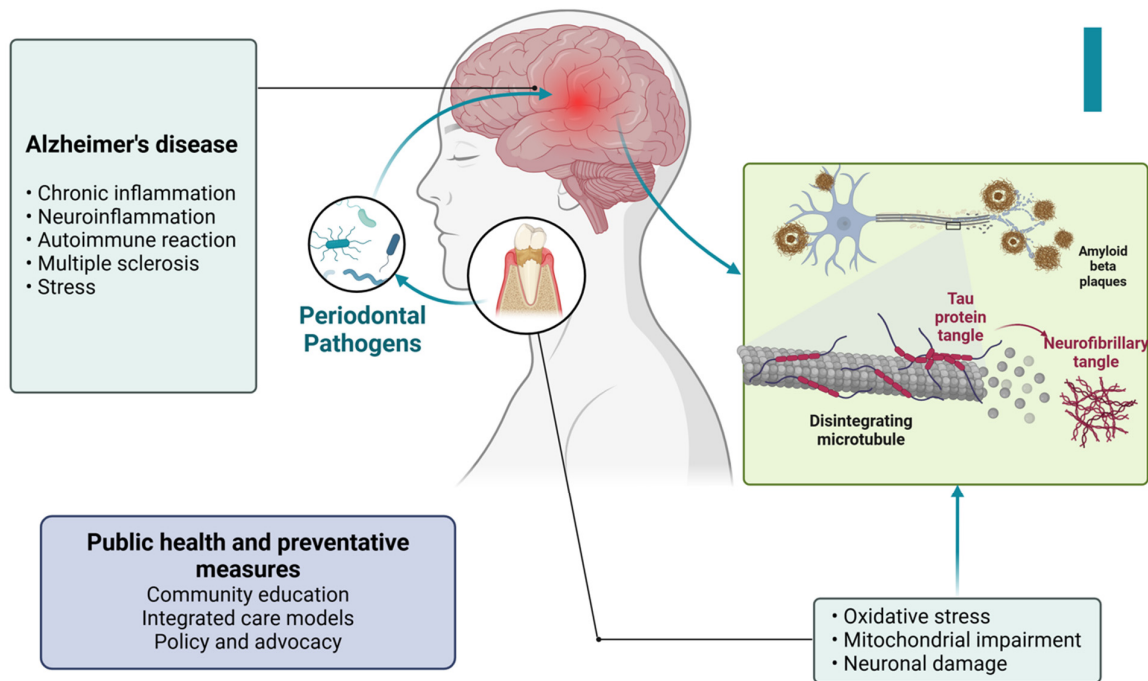 Alzheimer's disease
• Chronic inflammation
• Neuroinflammation
• Autoimmune reaction
• Multiple sclerosis
• Stress
Periodontal
Pathogens
Amyloid
beta
plaques
Tau
protein
tangle
Neurofibrillary
tangle
Disintegrating
microtubule
Public health and preventative
measures
Community education
Integrated care models
Policy and advocacy
• Oxidative stress
• Mitochondrial impairment
• Neuronal damage